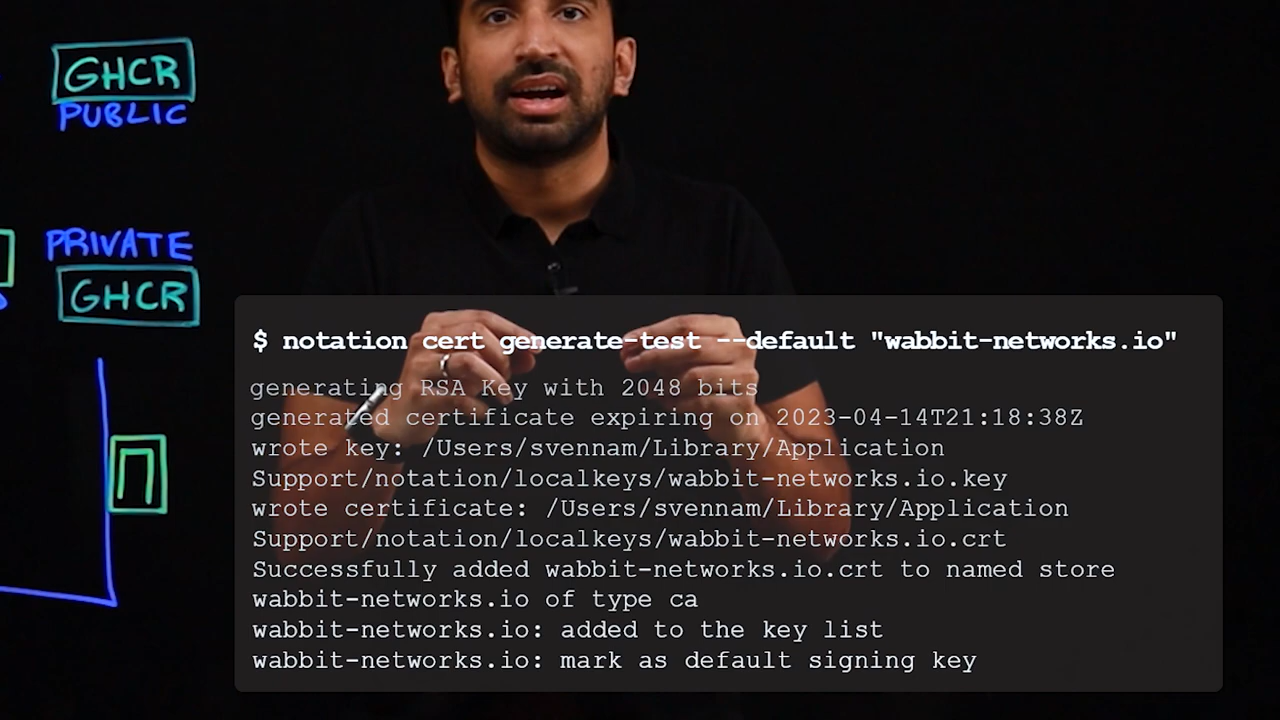 GHCR
PUBLIC
PRIVATE
GHCR
$ notation cert generate-test --default "wabbit-networks.io"
generating RSA Key with 2048 bits
generated certificate expiring on 2023-04-14T21:18:38Z
wrote key: /Users/svennam/Library/Application
Support/notation/localkeys/wabbit-networks.io.key
wrote certificate: /Users/svennam/Library/Application
Support/notation/localkeys/wabbit-networks.io.crt
Successfully added wabbit-networks.io.crt to named store
wabbit-networks.io of type ca
wabbit-networks.io: added to the key list
wabbit-networks.io: mark as default signing key